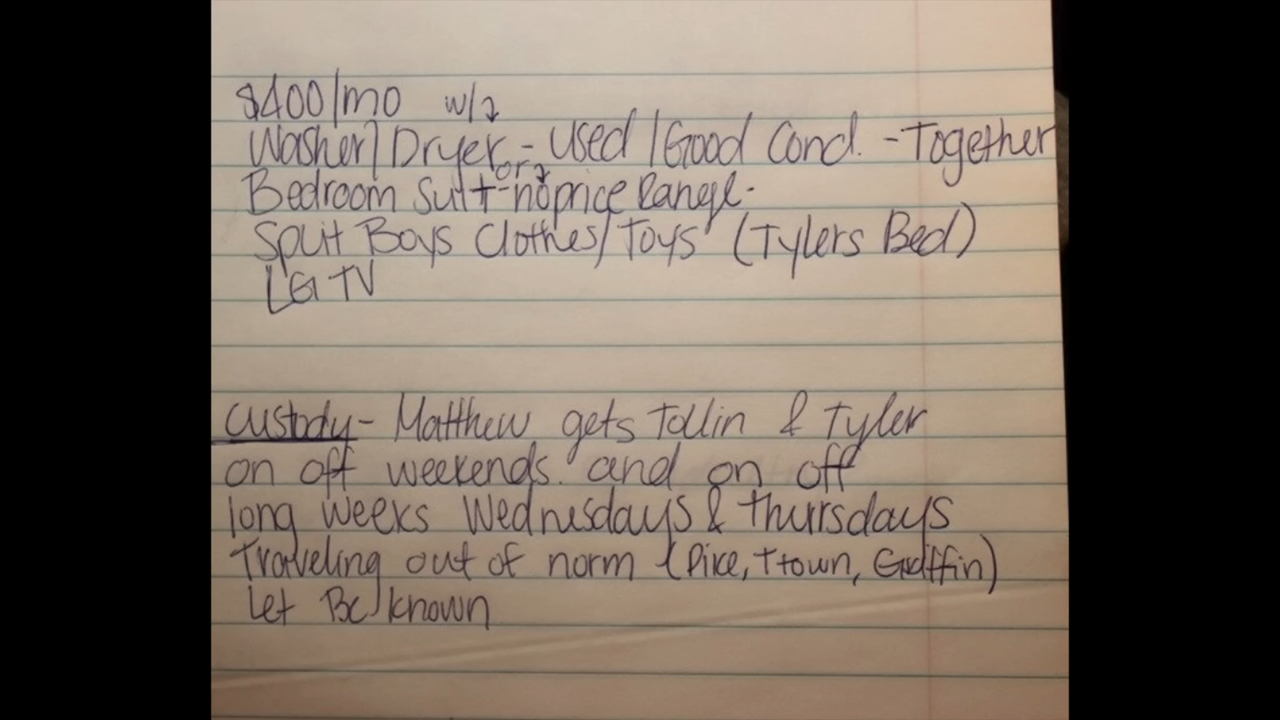 $400/mo w/
Washer/Dryer - Used/Good Cond. - Together
or
Bedroom Suit - no price Range.
Split Boys Clothes/Toys (Tylers Bed)
LG TV
Custody - Matthew gets Tollin & Tyler
on off weekends. and on off
long weeks Wednesdays & Thursdays
Traveling out of norm (Pike, Ttown, Griffin)
Let Be known